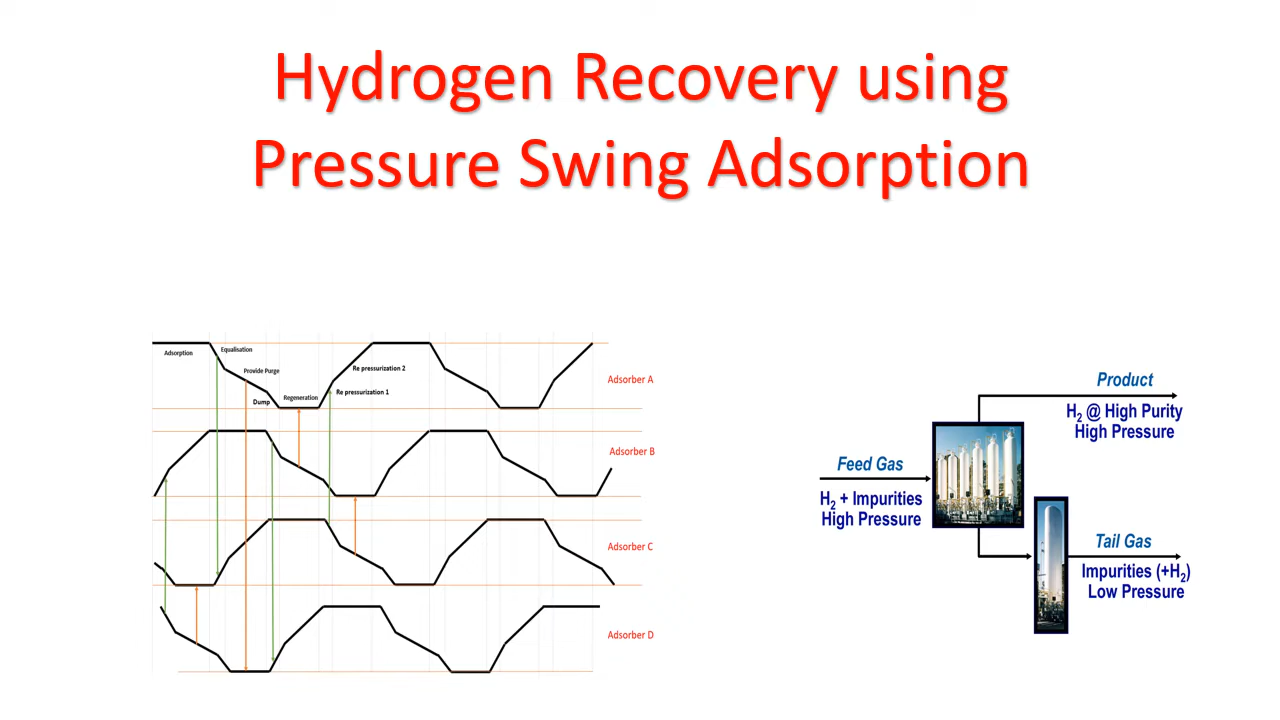 Hydrogen Recovery using
Pressure Swing Adsorption
Adsorption
Equalisation
Provide Purge
Dump
Regeneration
Re pressurization 2
Re pressurization 1
Adsorber A
Adsorber B
Adsorber C
Adsorber D
Feed Gas
H2 + Impurities
High Pressure
Product
H2 @ High Purity
High Pressure
Tail Gas
Impurities (+H2)
Low Pressure